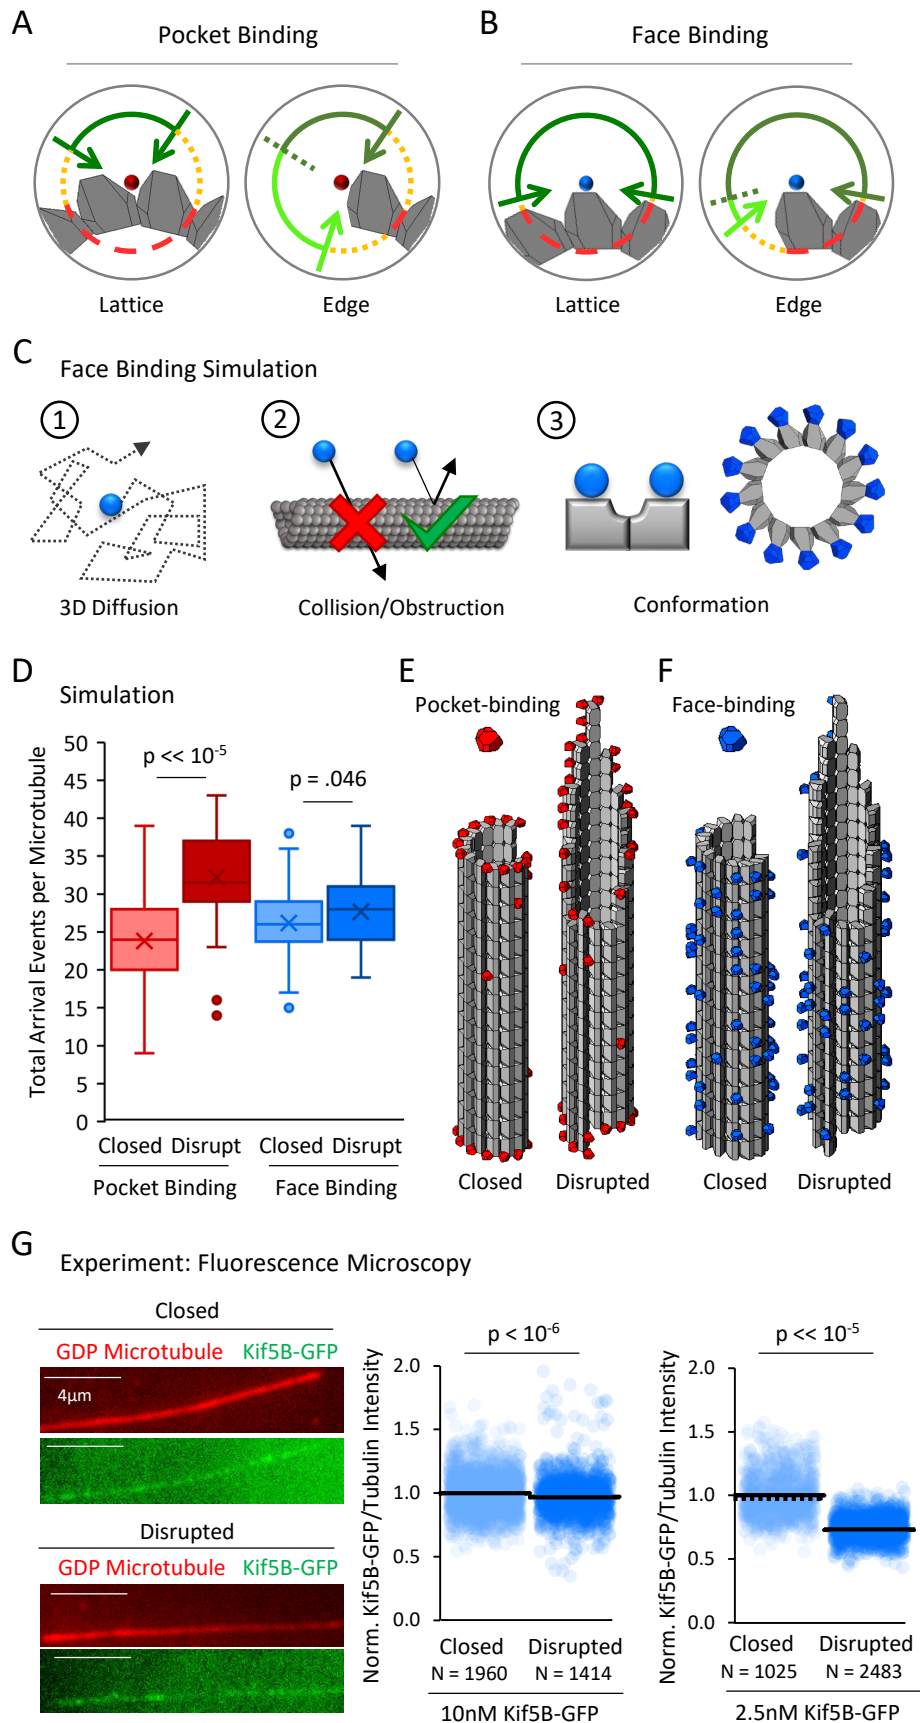 A
Pocket Binding
Lattice
Edge
B
Face Binding
Lattice
Edge
C
Face Binding Simulation
1
3D Diffusion
2
Collision/Obstruction
3
Conformation
D
Simulation
Total Arrival Events per Microtubule
50
45
40
35
30
25
20
15
10
5
0
p << 10⁻⁵
p = .046
Closed Disrupt
Closed Disrupt
Pocket Binding
Face Binding
E
Pocket-binding
Closed
Disrupted
F
Face-binding
Closed
Disrupted
G
Experiment: Fluorescence Microscopy
Closed
GDP Microtubule Kif5B-GFP
4μm
Disrupted
GDP Microtubule Kif5B-GFP
Norm. Kif5B-GFP/Tubulin Intensity
p < 10⁻⁶
2.0
1.5
1.0
0.5
0.0
Closed
N = 1960
Disrupted
N = 1414
10nM Kif5B-GFP
Norm. Kif5B-GFP/Tubulin Intensity
p << 10⁻⁵
2.0
1.5
1.0
0.5
0.0
Closed
N = 1025
Disrupted
N = 2483
2.5nM Kif5B-GFP